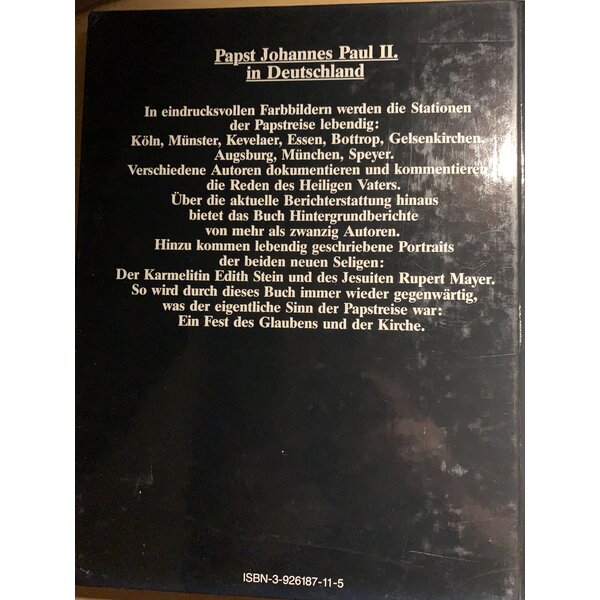 Papst Johannes Paul II.
in Deutschland
In eindrucksvollen Farbbildern werden die Stationen
der Papstreise lebendig:
Köln, Münster, Kevelaer, Essen, Bottrop, Gelsenkirchen,
Augsburg, München, Speyer.
Verschiedene Autoren dokumentieren und kommentieren
die Reden des Heiligen Vaters.
Über die aktuelle Berichterstattung hinaus
bietet das Buch Hintergrundberichte
von mehr als zwanzig Autoren.
Hinzu kommen lebendig geschriebene Portraits
der beiden neuen Seligen:
Der Karmelitin Edith Stein und des Jesuiten Rupert Mayer.
So wird durch dieses Buch immer wieder gegenwärtig,
was der eigentliche Sinn der Papstreise war:
Ein Fest des Glaubens und der Kirche.
ISBN-3-926187-11-5